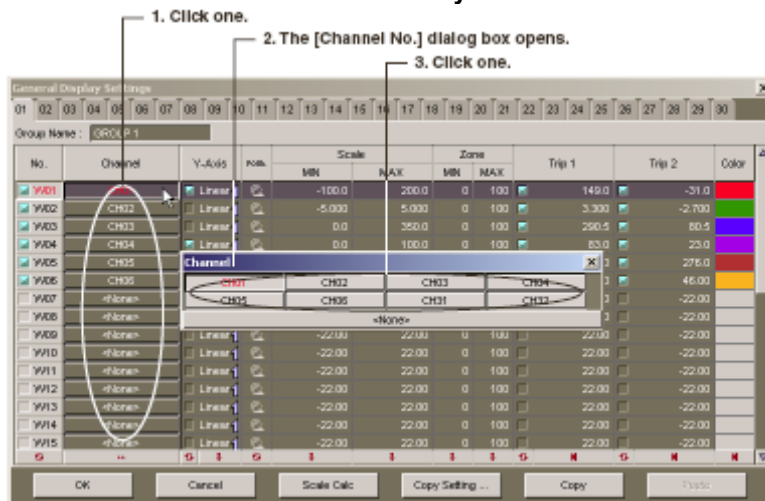 1. Click one.
2. The [Channel No.] dialog box opens.
3. Click one.
General Display Settings
01 02 03 04 05 06 07 08 09 10 11 12 13 14 15 16 17 18 19 20 21 22 23 24 25 26 27 28 29 30
Group Name : GROUP 1
No. Channel Y-Axis Scale Zone Trip 1 Trip 2 Color
MIN MAX MIN MAX
W01 Linear -100.0 200.0 0 100 149.0 -31.0
W02 CH02 -5.000 5.000 0 100 3.300 -2.700
W03 CH03 0.0 350.0 0 100 290.5 80.5
W04 CH04 Linear 0.0 100.0 0 100 83.0 23.0
W05 CH05 276.0
W06 CH06 46.00
W07 <None> -22.00
W08 <None> -22.00
W09 <None> Linear -22.00 22.00 0 100 22.00 -22.00
W10 <None> Linear -22.00 22.00 0 100 22.00 -22.00
W11 <None> Linear -22.00 22.00 0 100 22.00 -22.00
W12 <None> Linear -22.00 22.00 0 100 22.00 -22.00
W13 <None> Linear -22.00 22.00 0 100 22.00 -22.00
W14 <None> Linear -22.00 22.00 0 100 22.00 -22.00
W15 <None> Linear -22.00 22.00 0 100 22.00 -22.00
Channel
CH01 CH02 CH03 CH04
CH05 CH06 CH31 CH32
<None>
OK Cancel Scale Calc Copy Setting ... Copy Paste